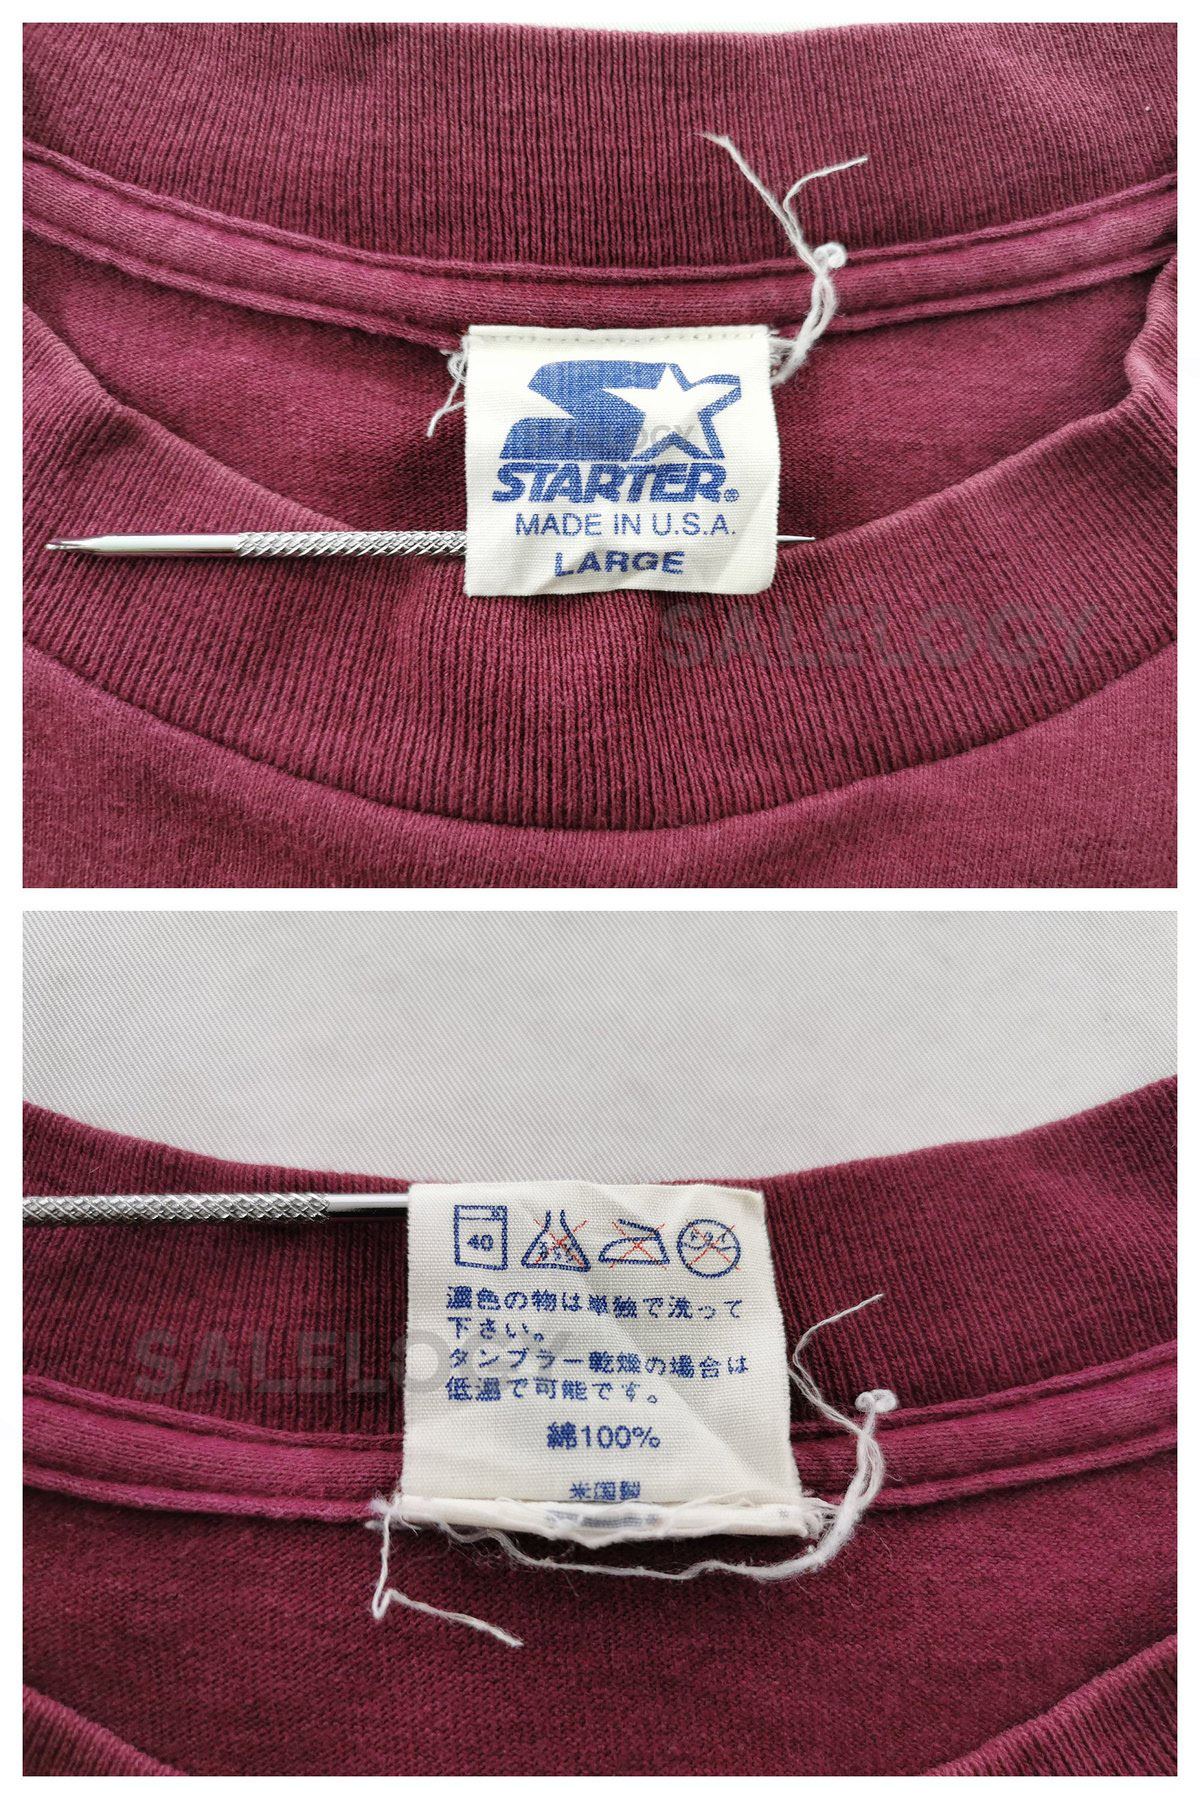 STARTER®
MADE IN U.S.A.
LARGE
SALELOGY
40
濃色の物は単独で洗って
下さい。
タンブラー乾燥の場合は
低温で可能です。
SALELOGY
綿100%
米国製